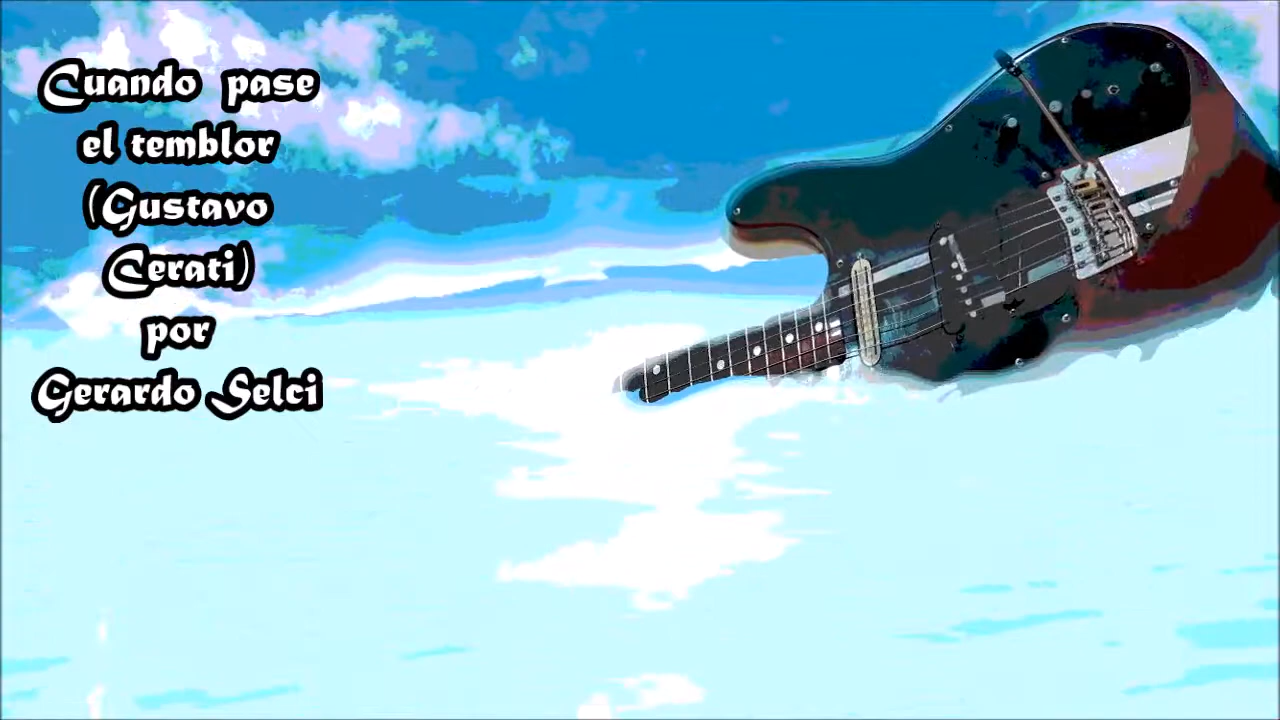 Cuando pase
el temblor
(Gustavo
Cerati)
por
Gerardo Selci